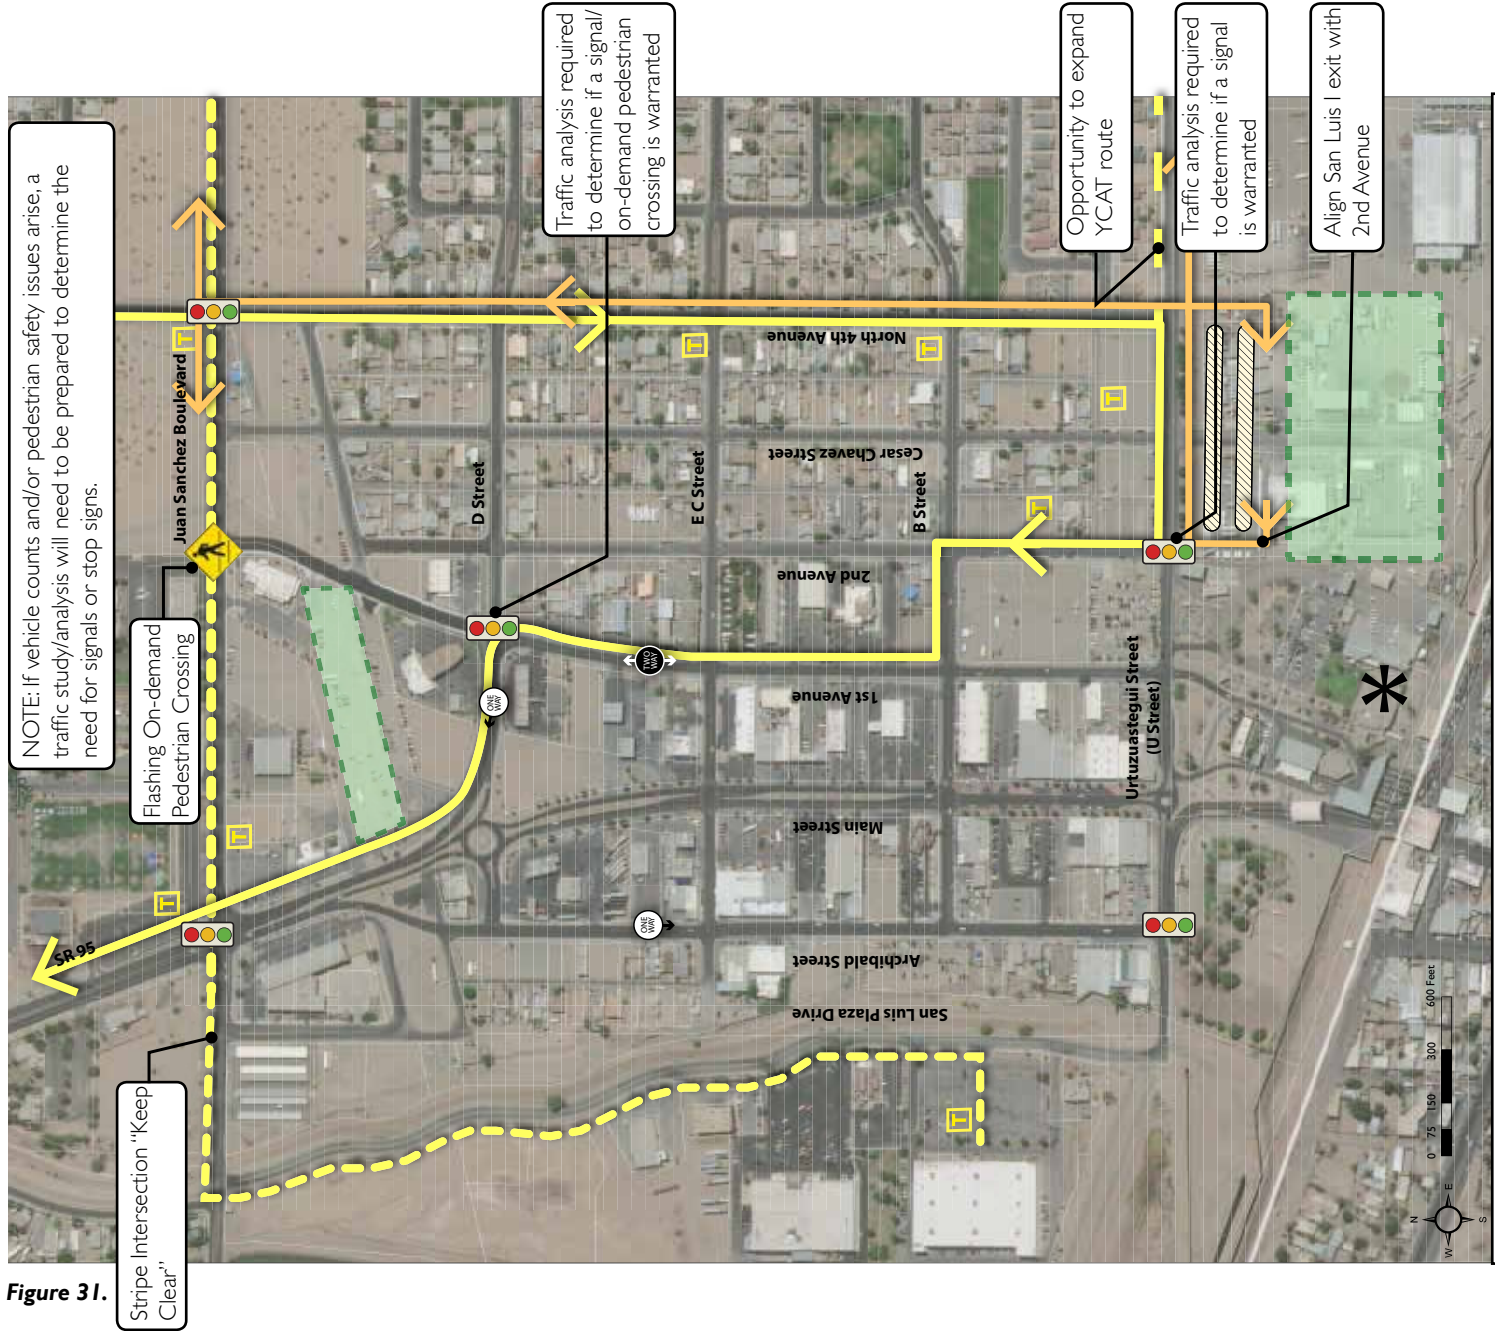 NOTE: If vehicle counts and/or pedestrian safety issues arise, a
traffic study/analysis will need to be prepared to determine the
need for signals or stop signs.
Flashing On-demand
Pedestrian Crossing
Stripe Intersection “Keep
Clear”
Traffic analysis required
to determine if a signal/
on-demand pedestrian
crossing is warranted
Opportunity to expand
YCAT route
Traffic analysis required
to determine if a signal
is warranted
Align San Luis I exit with
2nd Avenue
Juan Sanchez Boulevard
SR 95
D Street
E C Street
B Street
Urtuzuastegui Street
(U Street)
North 4th Avenue
Cesar Chavez Street
2nd Avenue
1st Avenue
Main Street
Archibald Street
San Luis Plaza Drive
T
T
T
T
T
T
T
T
ONE
WAY
TWO
WAY
ONE
WAY
*
0 75 150 300 600 Feet
N
W E
S
Figure 31.